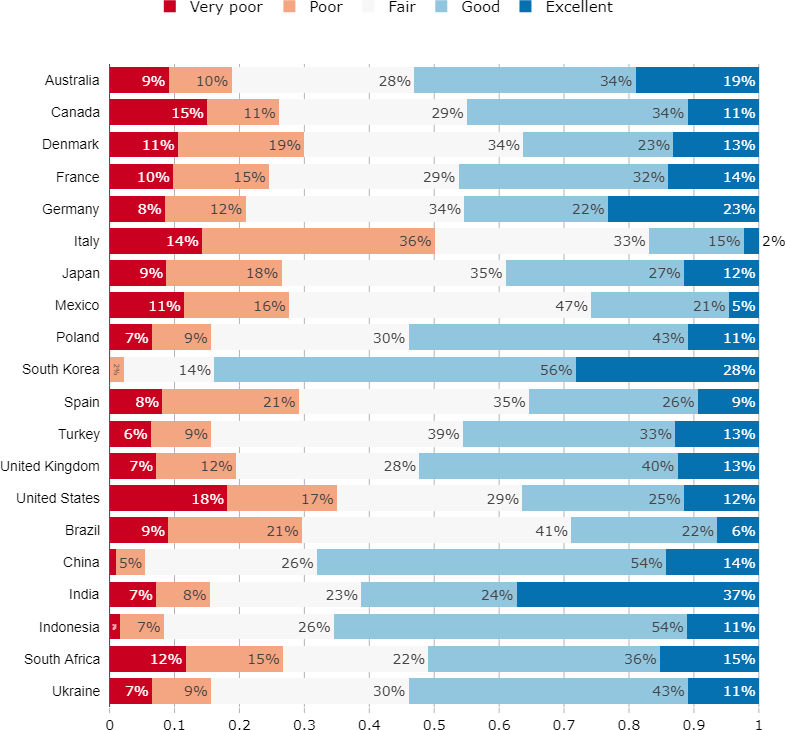 Very poor Poor Fair Good Excellent
Australia 9% 10% 28% 34% 19%
Canada 15% 11% 29% 34% 11%
Denmark 11% 19% 34% 23% 13%
France 10% 15% 29% 32% 14%
Germany 8% 12% 34% 22% 23%
Italy 14% 36% 33% 15% 2%
Japan 9% 18% 35% 27% 12%
Mexico 11% 16% 47% 21% 5%
Poland 7% 9% 30% 43% 11%
South Korea 2% 14% 56% 28%
Spain 8% 21% 35% 26% 9%
Turkey 6% 9% 39% 33% 13%
United Kingdom 7% 12% 28% 40% 13%
United States 18% 17% 29% 25% 12%
Brazil 9% 21% 41% 22% 6%
China 5% 26% 54% 14%
India 7% 8% 23% 24% 37%
Indonesia 7% 26% 54% 11%
South Africa 12% 15% 22% 36% 15%
Ukraine 7% 9% 30% 43% 11%
0 0.1 0.2 0.3 0.4 0.5 0.6 0.7 0.8 0.9 1